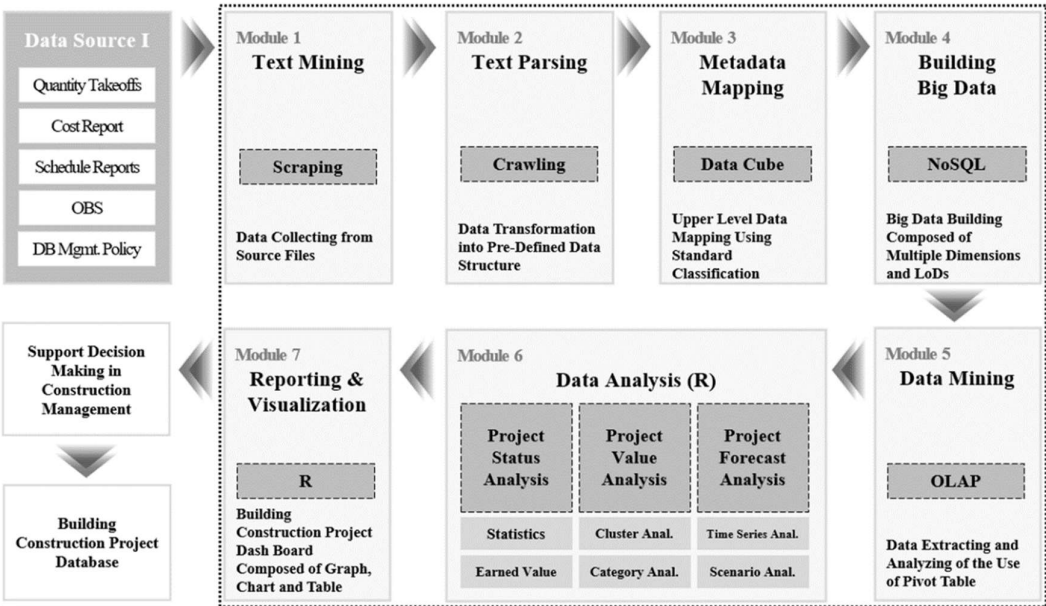 Data Source I
Quantity Takeoffs
Cost Report
Schedule Reports
OBS
DB Mgmt. Policy
Module 1
Text Mining
Scraping
Data Collecting from
Source Files
Module 2
Text Parsing
Crawling
Data Transformation
into Pre-Defined Data
Structure
Module 3
Metadata
Mapping
Data Cube
Upper Level Data
Mapping Using
Standard
Classification
Module 4
Building
Big Data
NoSQL
Big Data Building
Composed of
Multiple Dimensions
and LoDs
Module 5
Data Mining
OLAP
Data Extracting and
Analyzing of the Use
of Pivot Table
Module 6
Data Analysis (R)
Project
Status
Analysis
Statistics
Earned Value
Project
Value
Analysis
Cluster Anal.
Category Anal.
Project
Forecast
Analysis
Time Series Anal.
Scenario Anal.
Module 7
Reporting &
Visualization
R
Building
Construction Project
Dash Board
Composed of Graph,
Chart and Table
Support Decision
Making in
Construction
Management
Building
Construction Project
Database